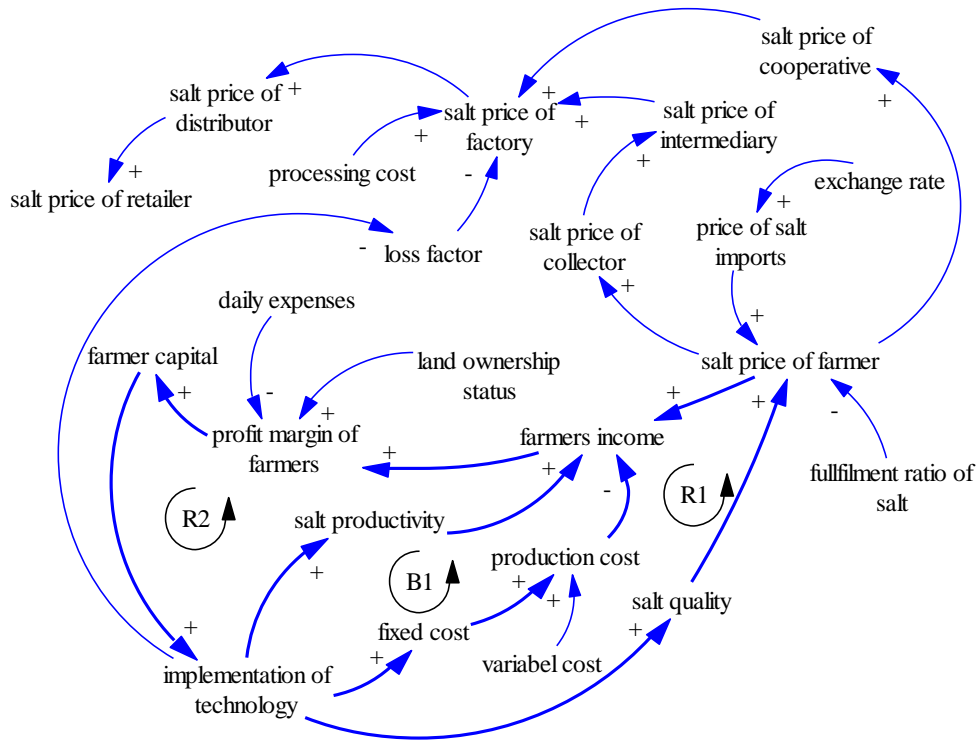 salt price of
cooperative
+
+
salt price of
distributor
+
salt price of
factory
+
+
salt price of
intermediary
+
+
processing cost
-
exchange rate
+
salt price of retailer
+
price of salt
imports
salt price of
collector
-
loss factor
+
daily expenses
+
farmer capital
land ownership
status
salt price of farmer
+
-
+
+
+
-
profit margin of
farmers
+
farmers income
+
-
R1
fullfilment ratio of
salt
R2
salt productivity
+
B1
production cost
+
+
salt quality
+
fixed cost
+
variabel cost
+
implementation of
technology